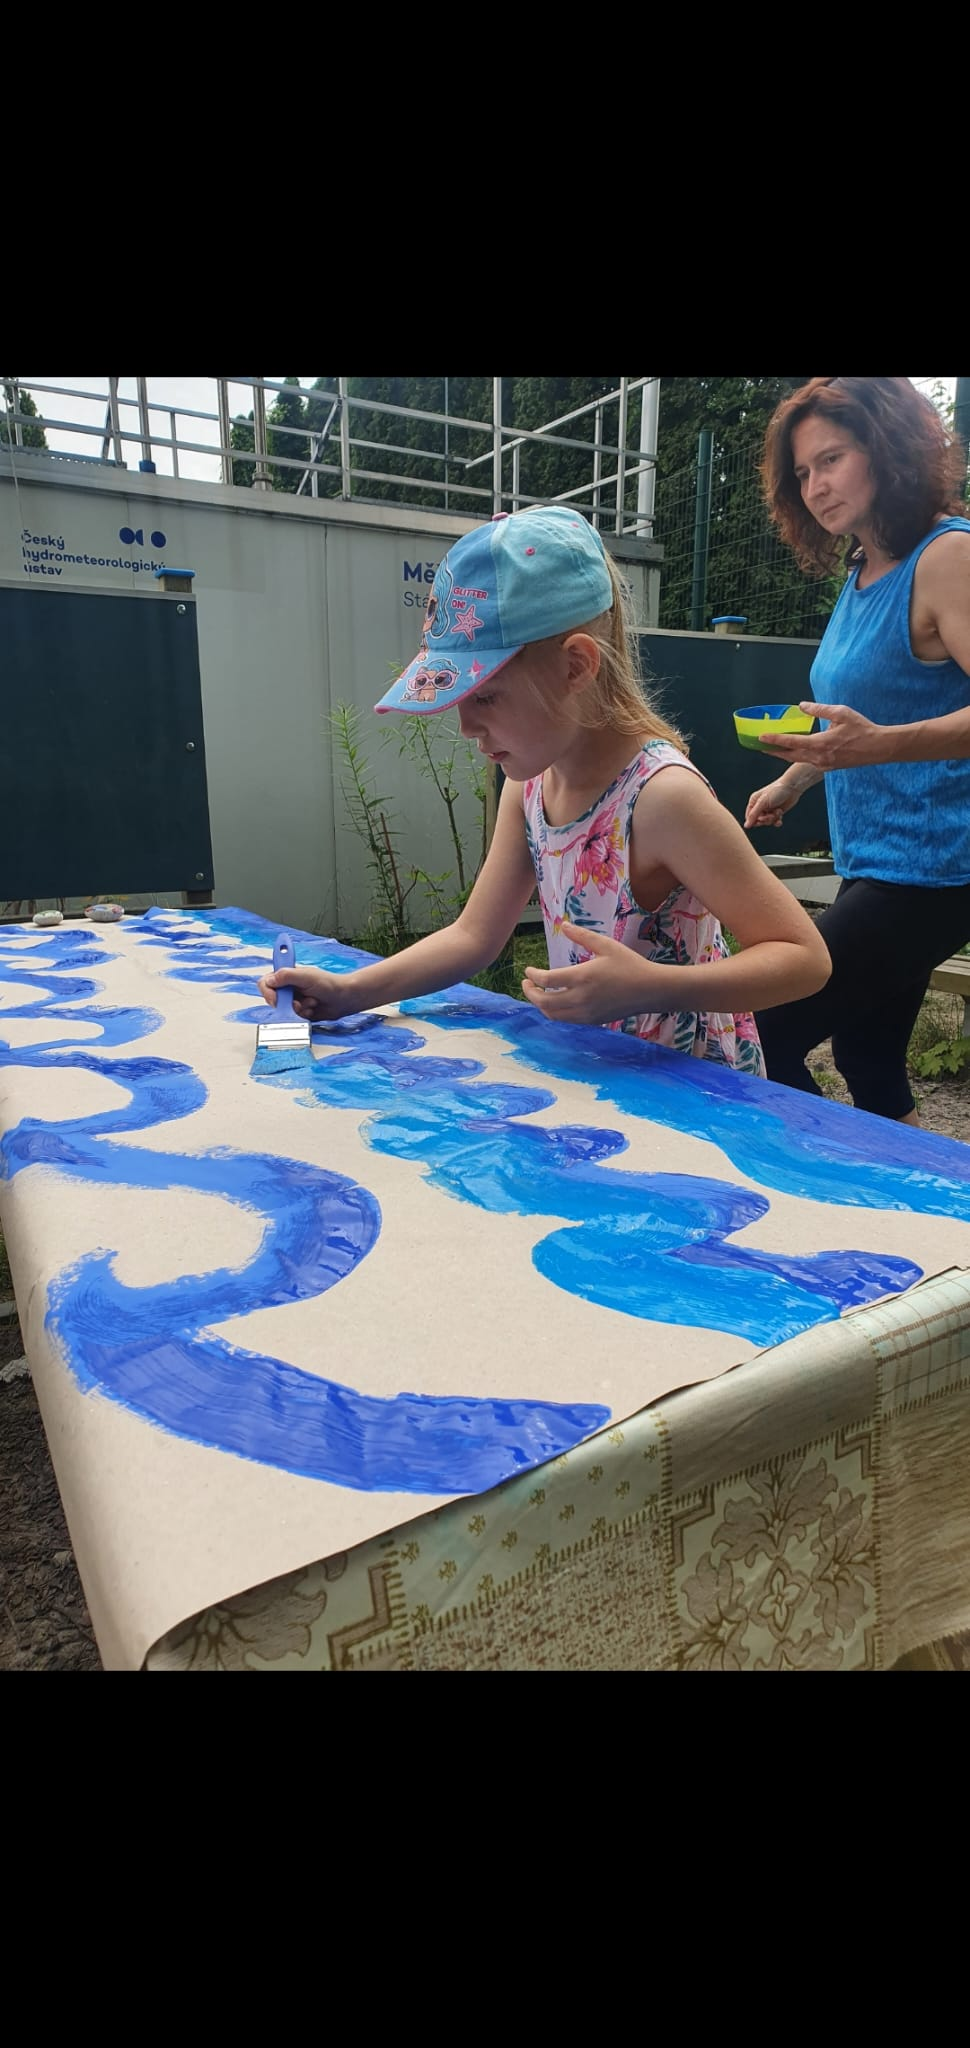 Český
hydrometeorologický
ústav
GLITTER
ON!